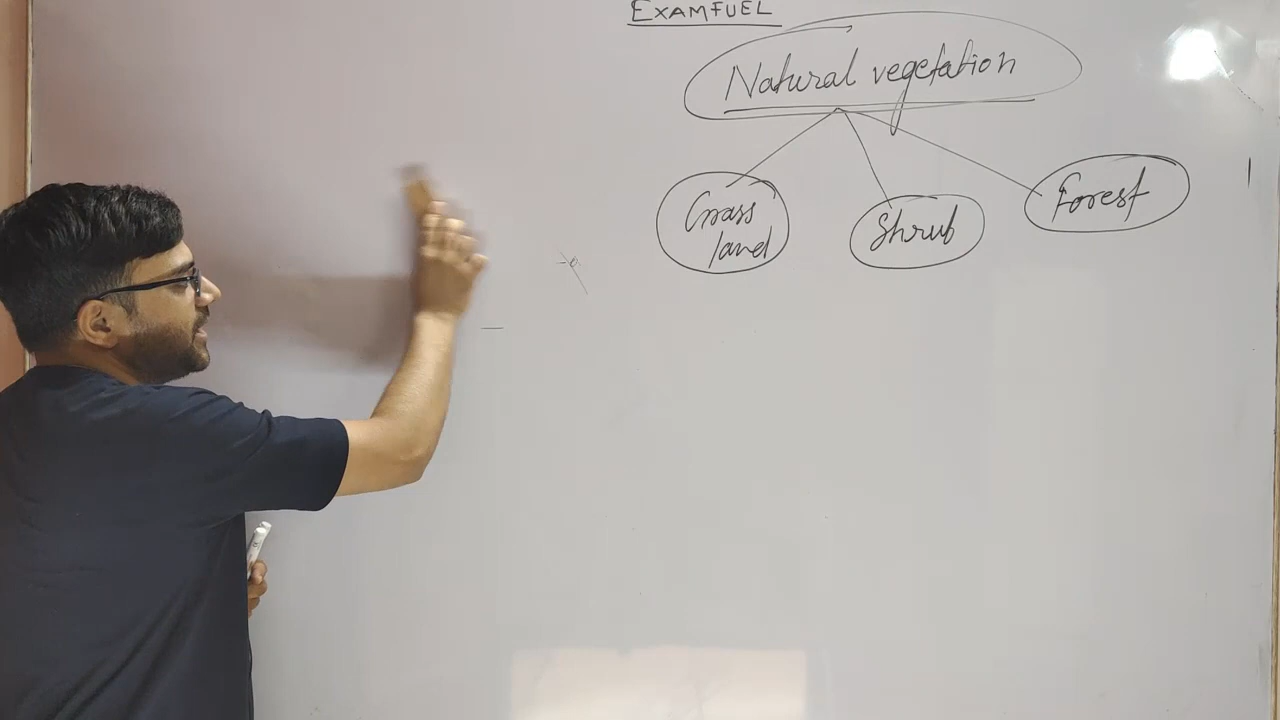 EXAMFUEL
Natural vegetation
Grass
land
Shrub
Forest